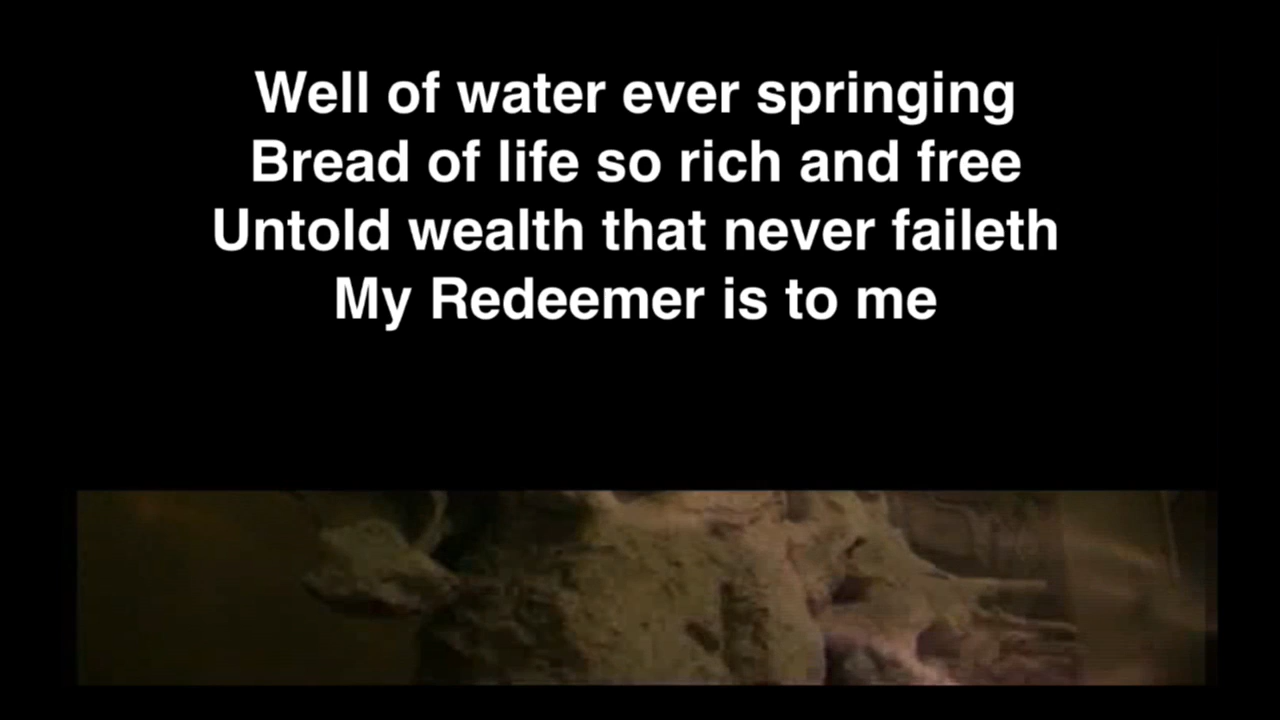 Well of water ever springing
Bread of life so rich and free
Untold wealth that never faileth
My Redeemer is to me